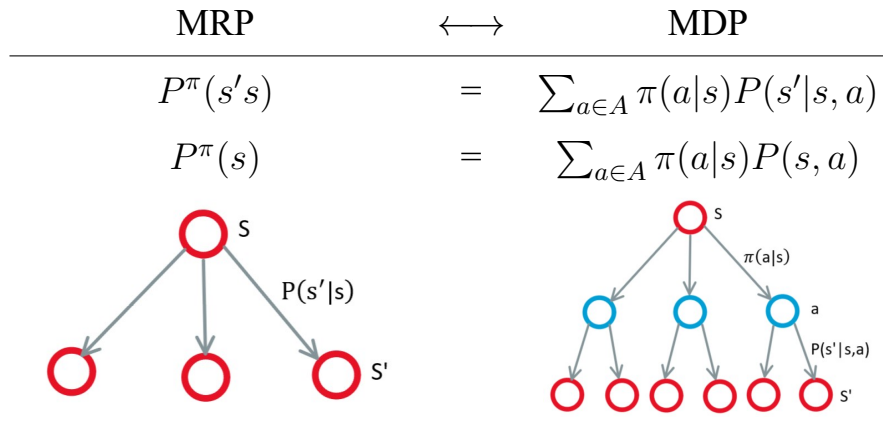 MRP ⟷ MDP
P^π(s′s) = ∑_{a∈A} π(a|s)P(s′|s, a)
P^π(s) = ∑_{a∈A} π(a|s)P(s, a)
S
P(s′|s)
S'
S
π(a|s)
a
P(s'|s,a)
S'